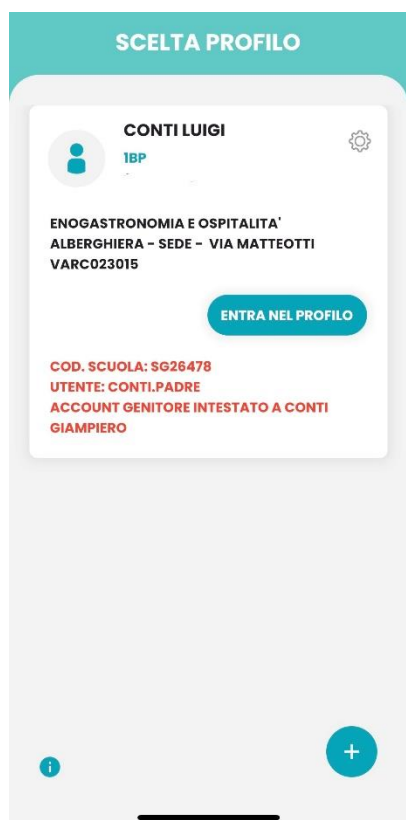 SCELTA PROFILO
CONTI LUIGI
1BP
ENOGASTRONOMIA E OSPITALITA'
ALBERGHIERA - SEDE - VIA MATTEOTTI
VARC023015
ENTRA NEL PROFILO
COD. SCUOLA: SG26478
UTENTE: CONTI.PADRE
ACCOUNT GENITORE INTESTATO A CONTI
GIAMPIERO